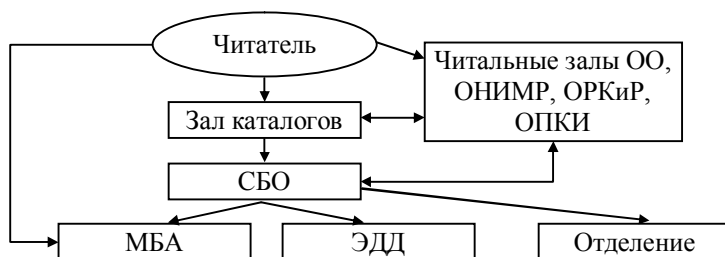 Читатель
Читальные залы ОО,
ОНИМР, ОРКиР,
ОПКИ
Зал каталогов
СБО
МБА
ЭДД
Отделение